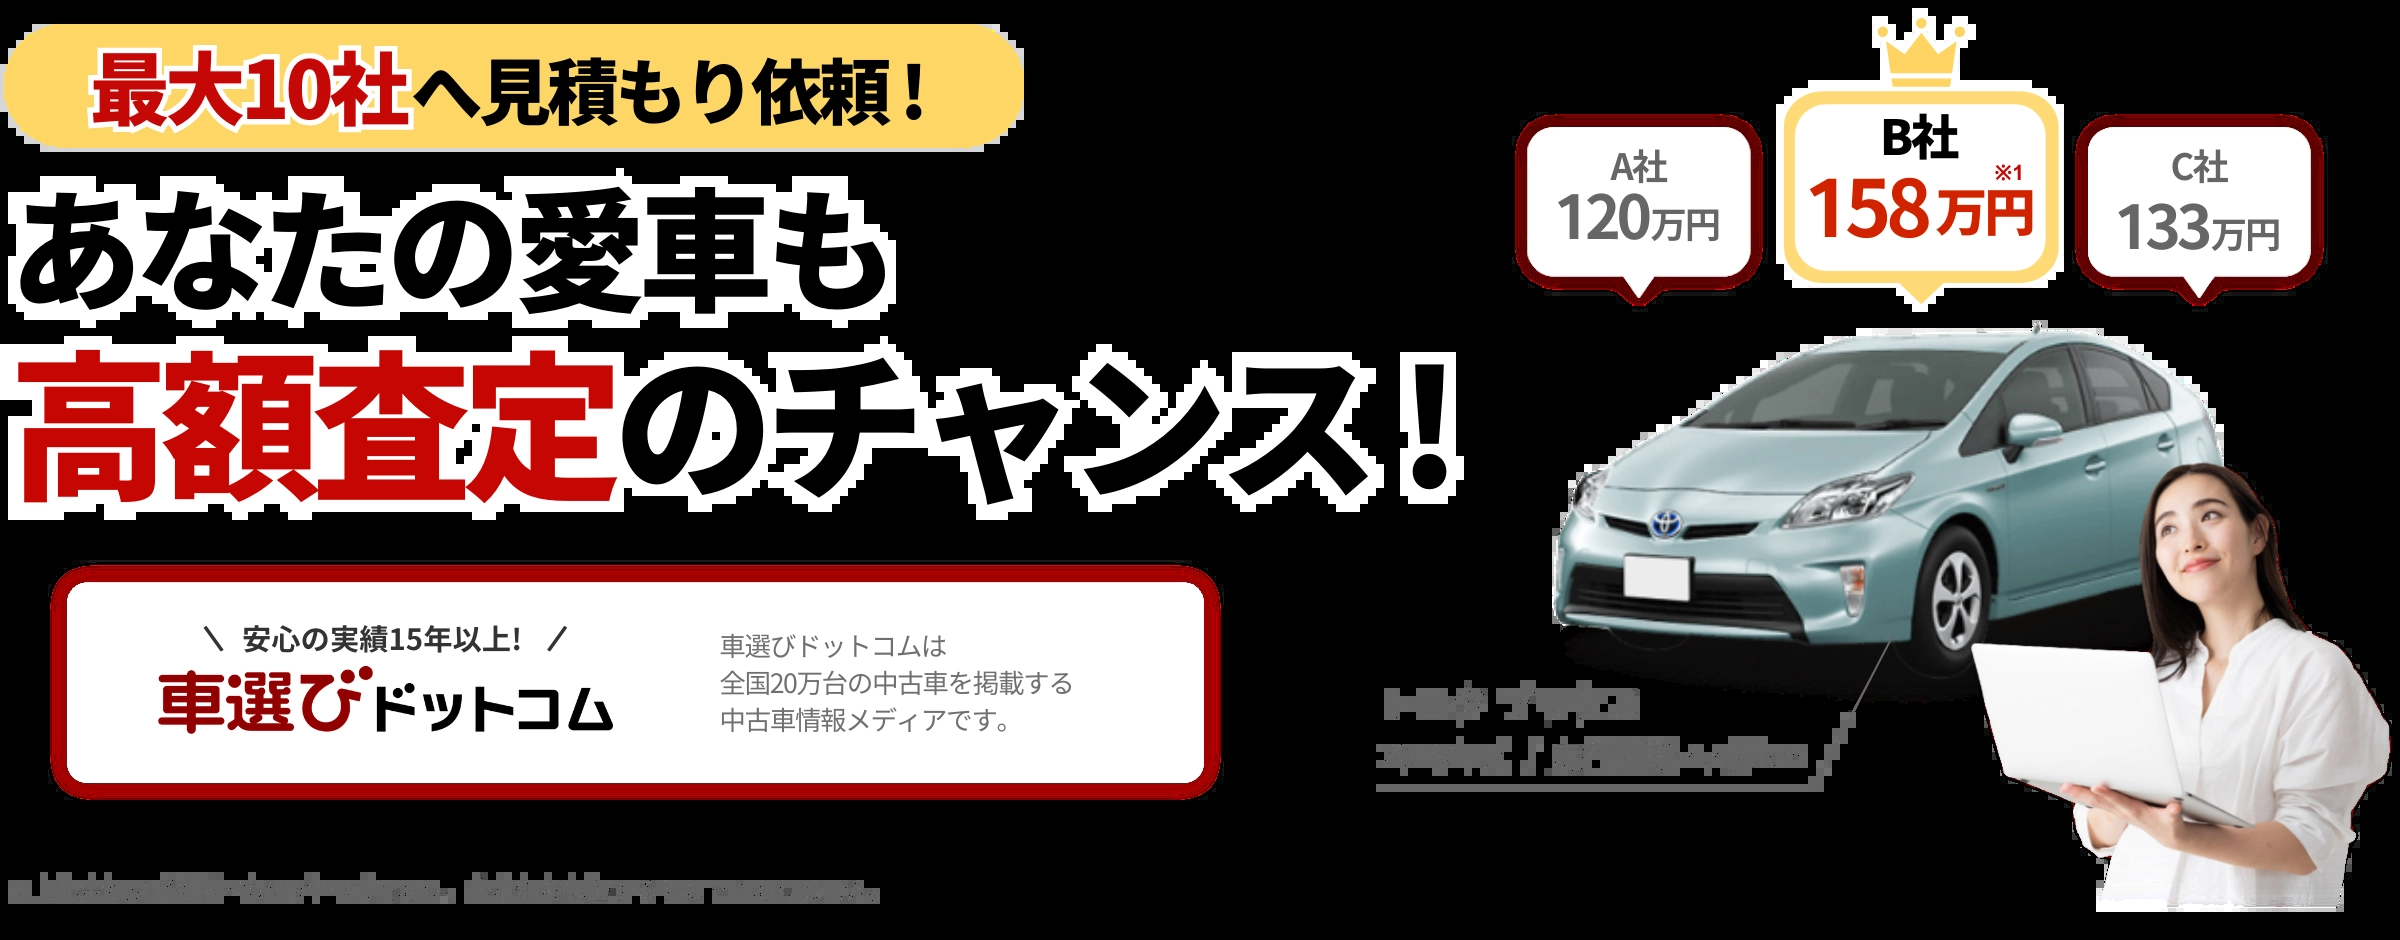 最大10社へ見積もり依頼！
あなたの愛車も
高額査定のチャンス！
A社
120万円
B社
※1
158万円
C社
133万円
安心の実績15年以上!
車選びドットコム
車選びドットコムは
全国20万台の中古車を掲載する
中古車情報メディアです。